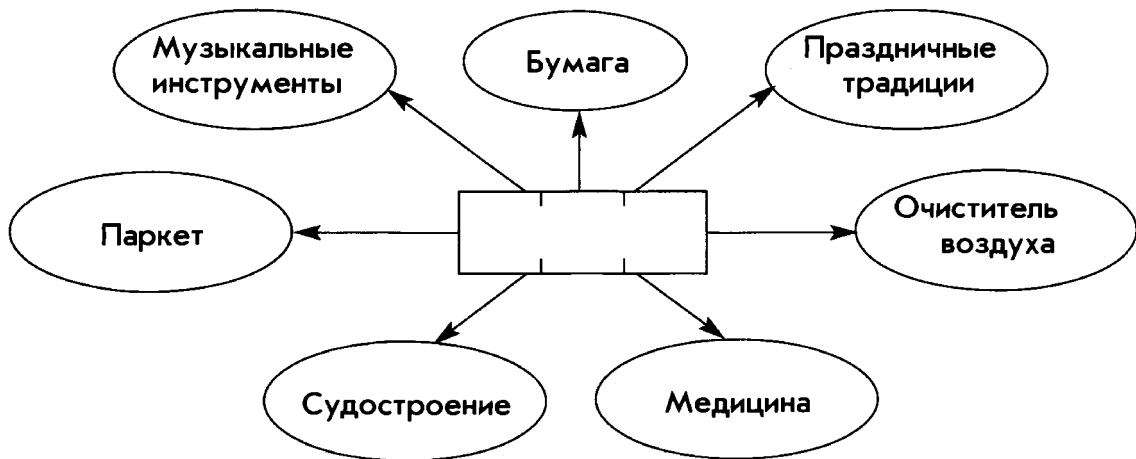 Музыкальные
инструменты
Бумага
Праздничные
традиции
Паркет
Очиститель
воздуха
Судостроение
Медицина